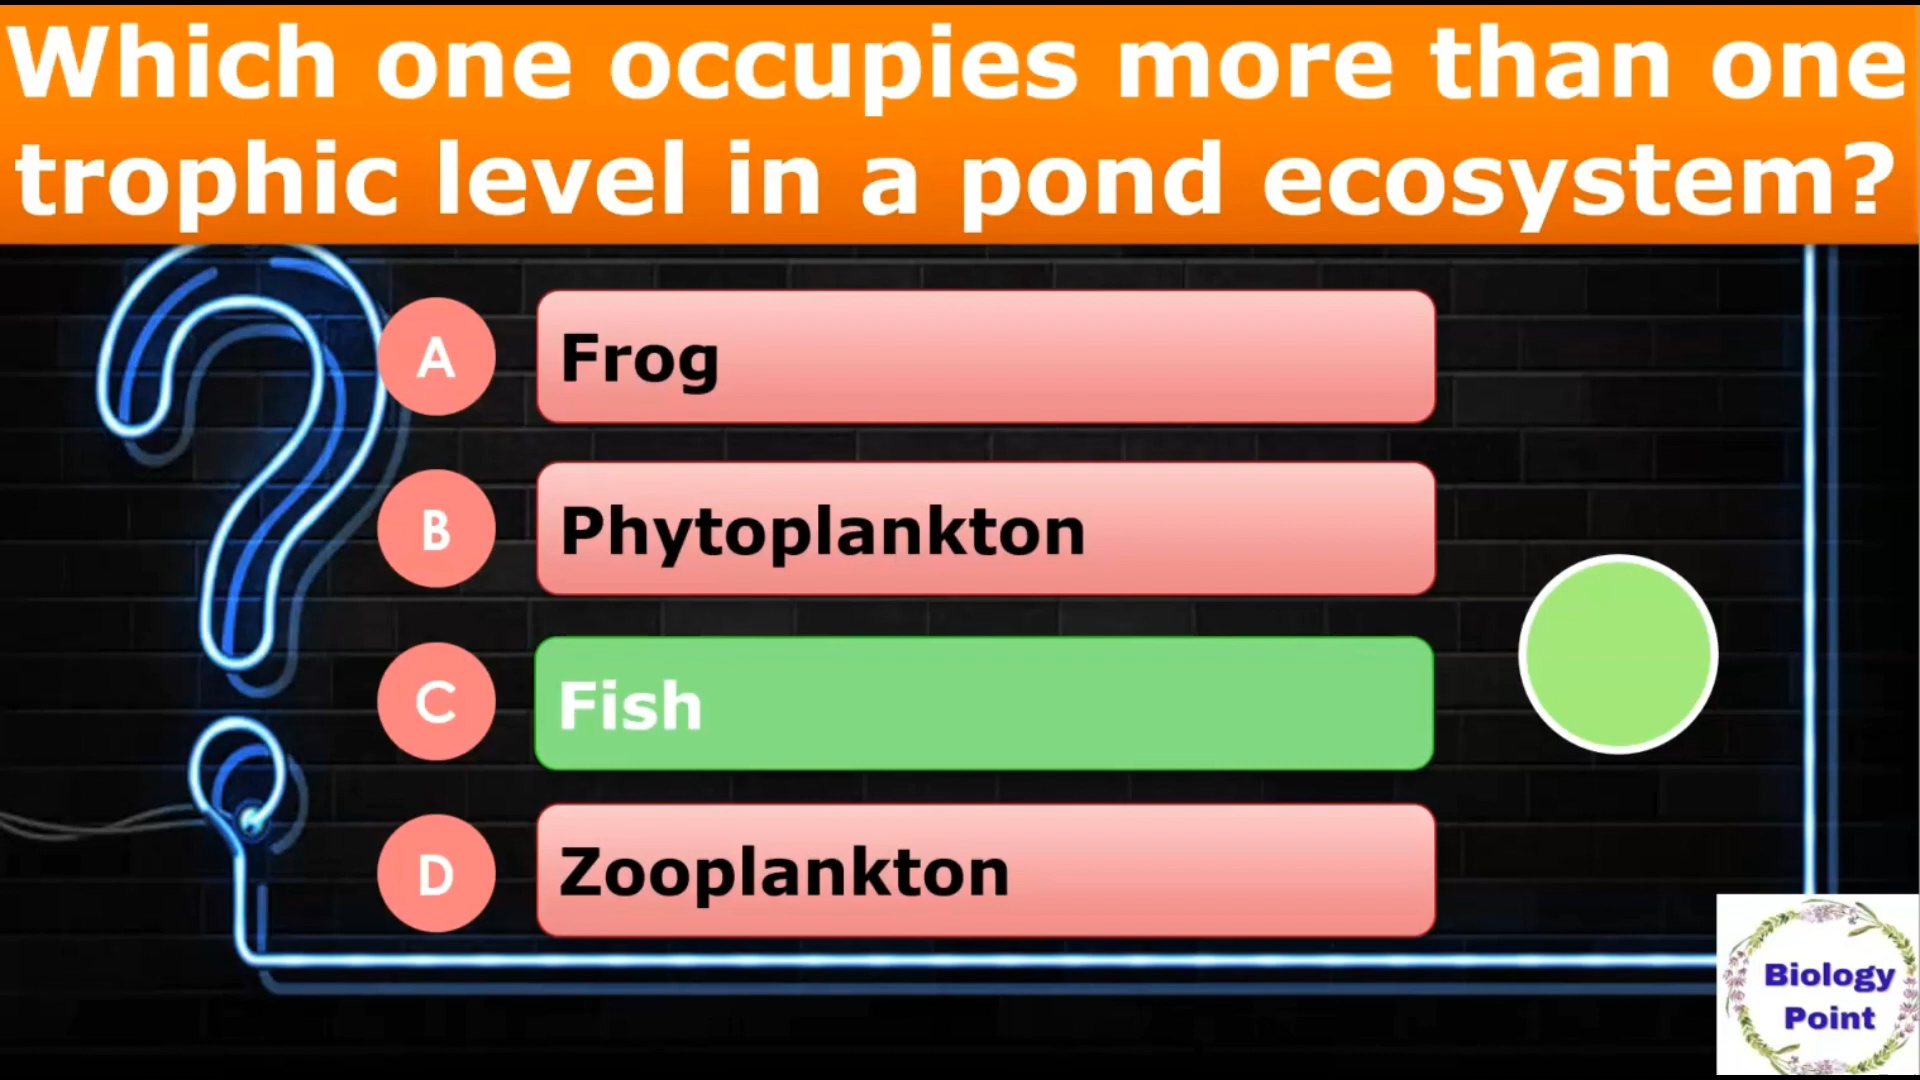 Which one occupies more than one
trophic level in a pond ecosystem?
A Frog
B Phytoplankton
C Fish
D Zooplankton
Biology
Point